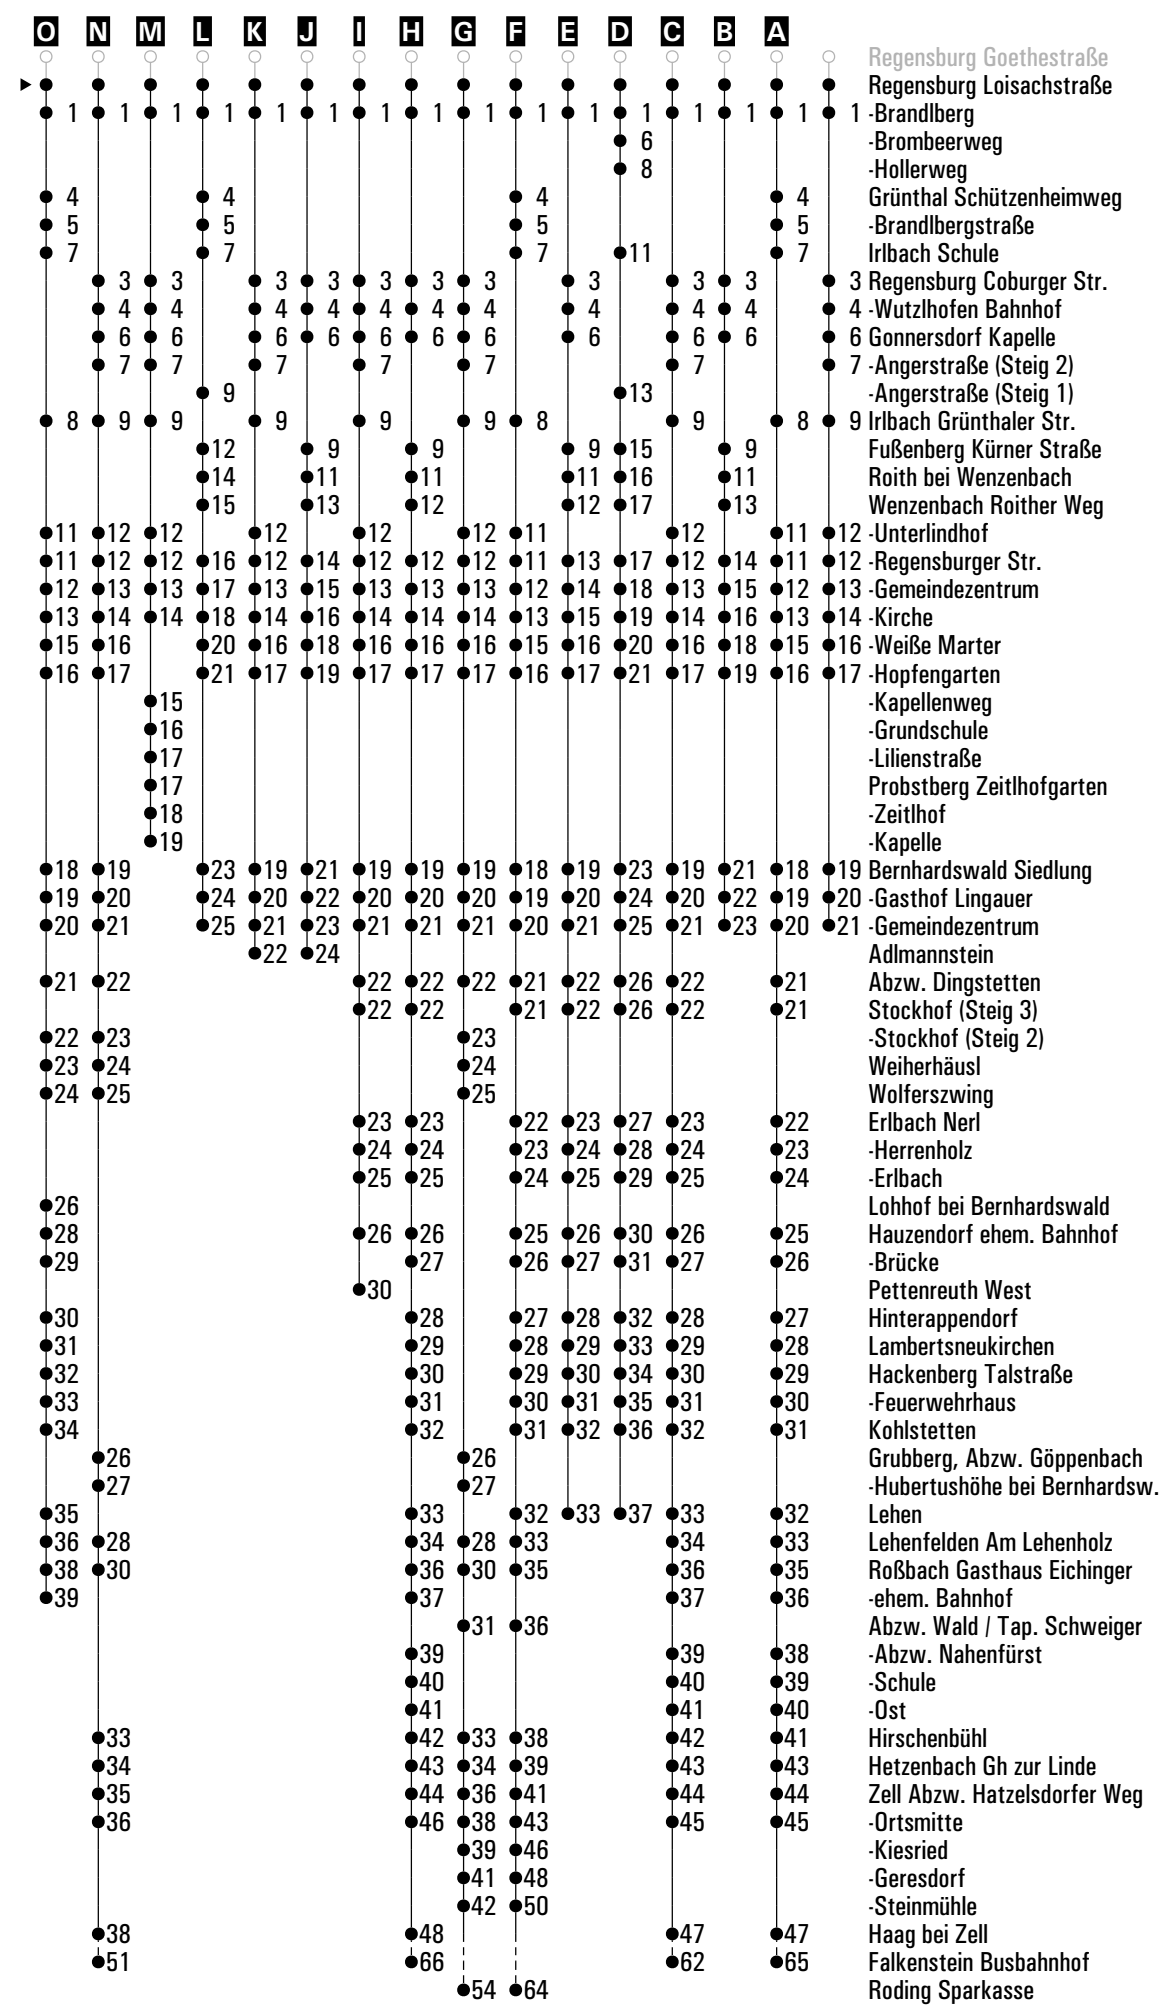 O N M L K J I H G F E D C B A
Regensburg Goethestraße
Regensburg Loisachstraße
1 1 1 1 1 1 1 1 1 1 1 1 1 1 1 1 -Brandlberg
6 -Brombeerweg
8 -Hollerweg
4 4 4 4 Grünthal Schützenheimweg
5 5 5 5 -Brandlbergstraße
7 7 7 11 7 Irlbach Schule
3 3 3 3 3 3 3 3 3 3 3 Regensburg Coburger Str.
4 4 4 4 4 4 4 4 4 4 4 -Wutzlhofen Bahnhof
6 6 6 6 6 6 6 6 6 6 6 Gonnersdorf Kapelle
7 7 7 7 7 7 7 -Angerstraße (Steig 2)
9 13 -Angerstraße (Steig 1)
8 9 9 9 9 9 8 9 8 9 Irlbach Grünthaler Str.
12 9 9 9 15 9 Fußenberg Kürner Straße
14 11 11 11 16 11 Roith bei Wenzenbach
15 13 12 12 17 13 Wenzenbach Roither Weg
11 12 12 12 12 12 11 12 11 12 -Unterlindhof
11 12 12 16 12 14 12 12 12 11 13 17 12 14 11 12 -Regensburger Str.
12 13 13 17 13 15 13 13 13 12 14 18 13 15 12 13 -Gemeindezentrum
13 14 14 18 14 16 14 14 14 13 15 19 14 16 13 14 -Kirche
15 16 20 16 18 16 16 16 15 16 20 16 18 15 16 -Weiße Marter
16 17 21 17 19 17 17 17 16 17 21 17 19 16 17 -Hopfengarten
15 -Kapellenweg
16 -Grundschule
17 -Lilienstraße
17 Probstberg Zeitlhofgarten
18 -Zeitlhof
19 -Kapelle
18 19 23 19 21 19 19 19 18 19 23 19 21 18 19 Bernhardswald Siedlung
19 20 24 20 22 20 20 20 19 20 24 20 22 19 20 -Gasthof Lingauer
20 21 25 21 23 21 21 21 20 21 25 21 23 20 21 -Gemeindezentrum
22 24 Adlmannstein
21 22 22 22 22 21 22 26 22 21 Abzw. Dingstetten
22 22 21 22 26 22 21 Stockhof (Steig 3)
22 23 23 -Stockhof (Steig 2)
23 24 24 Weiherhäusl
24 25 25 Wolferszwing
23 23 22 23 27 23 22 Erlbach Nerl
24 24 23 24 28 24 23 -Herrenholz
25 25 24 25 29 25 24 -Erlbach
26 Lohhof bei Bernhardswald
28 26 26 25 26 30 26 25 Hauzendorf ehem. Bahnhof
29 27 26 27 31 27 26 -Brücke
30 Pettenreuth West
30 28 27 28 32 28 27 Hinterappendorf
31 29 28 29 33 29 28 Lambertsneukirchen
32 30 29 30 34 30 29 Hackenberg Talstraße
33 31 30 31 35 31 30 -Feuerwehrhaus
34 32 31 32 36 32 31 Kohlstetten
26 26 Grubberg, Abzw. Göppenbach
27 27 -Hubertushöhe bei Bernhardsw.
35 33 32 33 37 33 32 Lehen
36 28 34 28 33 34 33 Lehenfelden Am Lehenholz
38 30 36 30 35 36 35 Roßbach Gasthaus Eichinger
39 37 37 36 -ehem. Bahnhof
31 36 Abzw. Wald / Tap. Schweiger
39 39 38 -Abzw. Nahenfürst
40 40 39 -Schule
41 41 40 -Ost
33 42 33 38 42 41 Hirschenbühl
34 43 34 39 43 43 Hetzenbach Gh zur Linde
35 44 36 41 44 44 Zell Abzw. Hatzelsdorfer Weg
36 46 38 43 45 45 -Ortsmitte
39 46 -Kiesried
41 48 -Geresdorf
42 50 -Steinmühle
38 48 47 47 Haag bei Zell
51 66 62 65 Falkenstein Busbahnhof
54 64 Roding Sparkasse